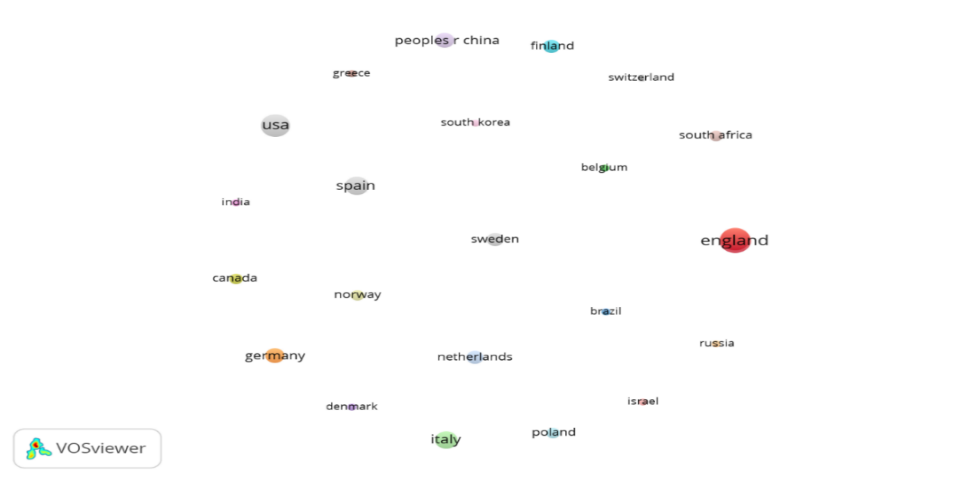 peoples r china
finland
greece
switzerland
usa
south korea
south africa
belgium
spain
india
sweden
england
canada
norway
brazil
russia
germany
netherlands
israel
denmark
poland
italy
VOSviewer